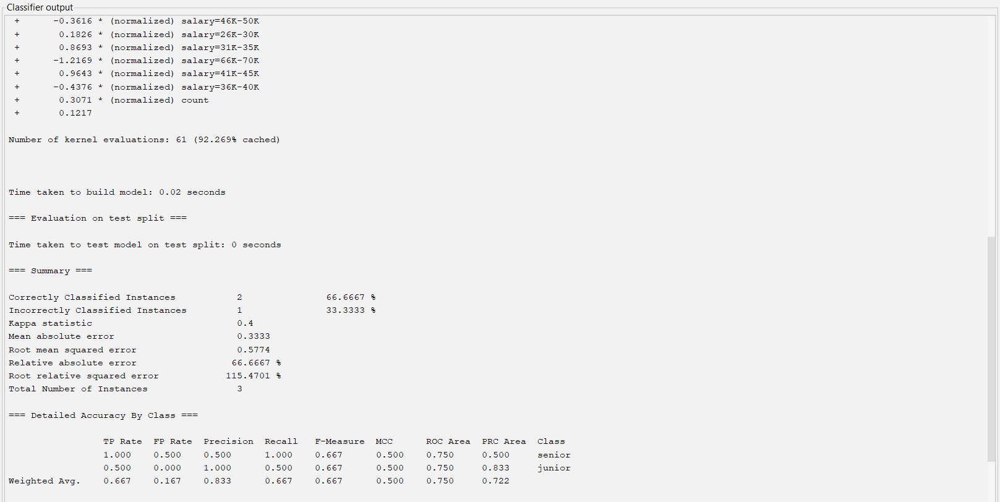 Classifier output
+ -0.3616 * (normalized) salary=46K-50K
+ 0.1826 * (normalized) salary=26K-30K
+ 0.8693 * (normalized) salary=31K-35K
+ -1.2169 * (normalized) salary=66K-70K
+ 0.9643 * (normalized) salary=41K-45K
+ -0.4376 * (normalized) salary=36K-40K
+ 0.3071 * (normalized) count
+ 0.1217
Number of kernel evaluations: 61 (92.269% cached)
Time taken to build model: 0.02 seconds
=== Evaluation on test split ===
Time taken to test model on test split: 0 seconds
=== Summary ===
Correctly Classified Instances 2 66.6667 %
Incorrectly Classified Instances 1 33.3333 %
Kappa statistic 0.4
Mean absolute error 0.3333
Root mean squared error 0.5774
Relative absolute error 66.6667 %
Root relative squared error 115.4701 %
Total Number of Instances 3
=== Detailed Accuracy By Class ===
TP Rate FP Rate Precision Recall F-Measure MCC ROC Area PRC Area Class
1.000 0.500 0.500 1.000 0.667 0.500 0.750 0.500 senior
0.500 0.000 1.000 0.500 0.667 0.500 0.750 0.833 junior
Weighted Avg. 0.667 0.167 0.833 0.667 0.667 0.500 0.750 0.722